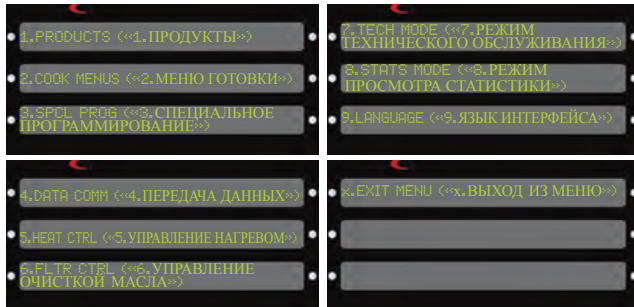 1.PRODUCTS («1.ПРОДУКТЫ»)
2.COOK MENUS («2.МЕНЮ ГОТОВКИ»)
3.SPCL PROG («3.СПЕЦИАЛЬНОЕ
ПРОГРАММИРОВАНИЕ»)
7.TECH MODE («7.РЕЖИМ
ТЕХНИЧЕСКОГО ОБСЛУЖИВАНИЯ»)
8.STATS MODE («8.РЕЖИМ
ПРОСМОТРА СТАТИСТИКИ»)
9.LANGUAGE («9.ЯЗЫК ИНТЕРФЕЙСА»)
4.DATA COMM («4.ПЕРЕДАЧА ДАННЫХ»)
5.HEAT CTRL («5.УПРАВЛЕНИЕ НАГРЕВОМ»)
6.FLTR CTRL («6.УПРАВЛЕНИЕ
ОЧИСТКОЙ МАСЛА»)
x.EXIT MENU («x.ВЫХОД ИЗ МЕНЮ»)